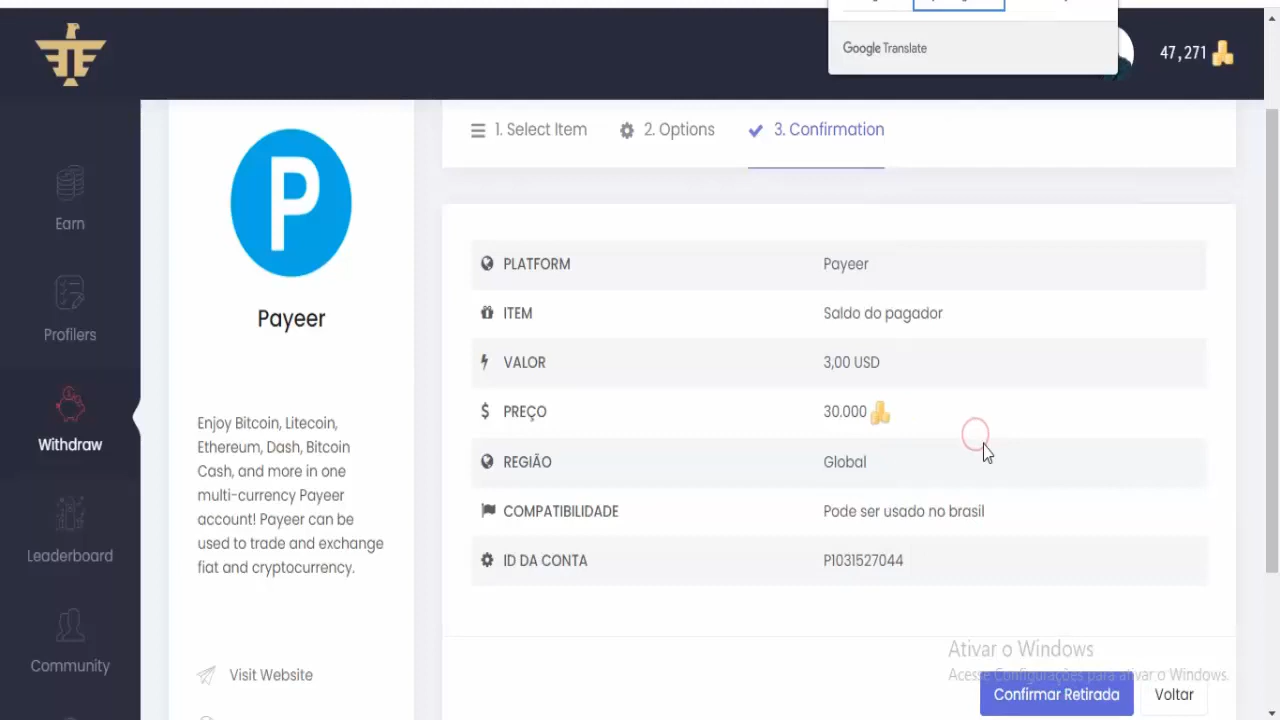 Google Translate
47,271
1. Select Item
2. Options
3. Confirmation
Earn
Profilers
Withdraw
Leaderboard
Community
P
Payeer
Enjoy Bitcoin, Litecoin,
Ethereum, Dash, Bitcoin
Cash, and more in one
multi-currency Payeer
account! Payeer can be
used to trade and exchange
fiat and cryptocurrency.
Visit Website
PLATFORM Payeer
ITEM Saldo do pagador
VALOR 3,00 USD
PREÇO 30.000
REGIÃO Global
COMPATIBILIDADE Pode ser usado no brasil
ID DA CONTA P1031527044
Ativar o Windows
Acesse Configurações para ativar o Windows.
Confirmar Retirada
Voltar